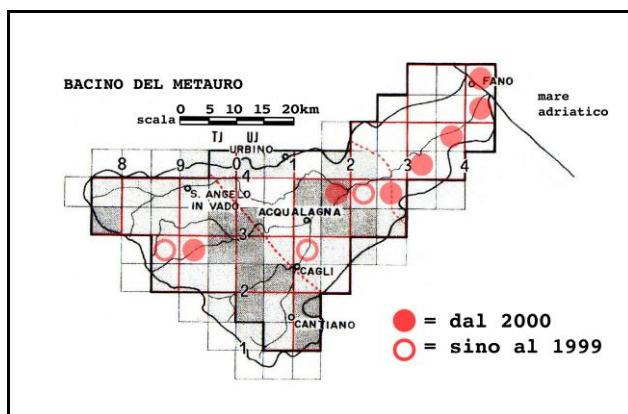 BACINO DEL METAURO
FANO
mare
adriatico
0 5 10 15 20km
scala
TJ UJ
URBINO
8 9 0 1 2 3 4
4
S. ANGELO
IN VADO
ACQUALAGNA
3
CAGLI
2
CANTIANO
1
= dal 2000
= sino al 1999